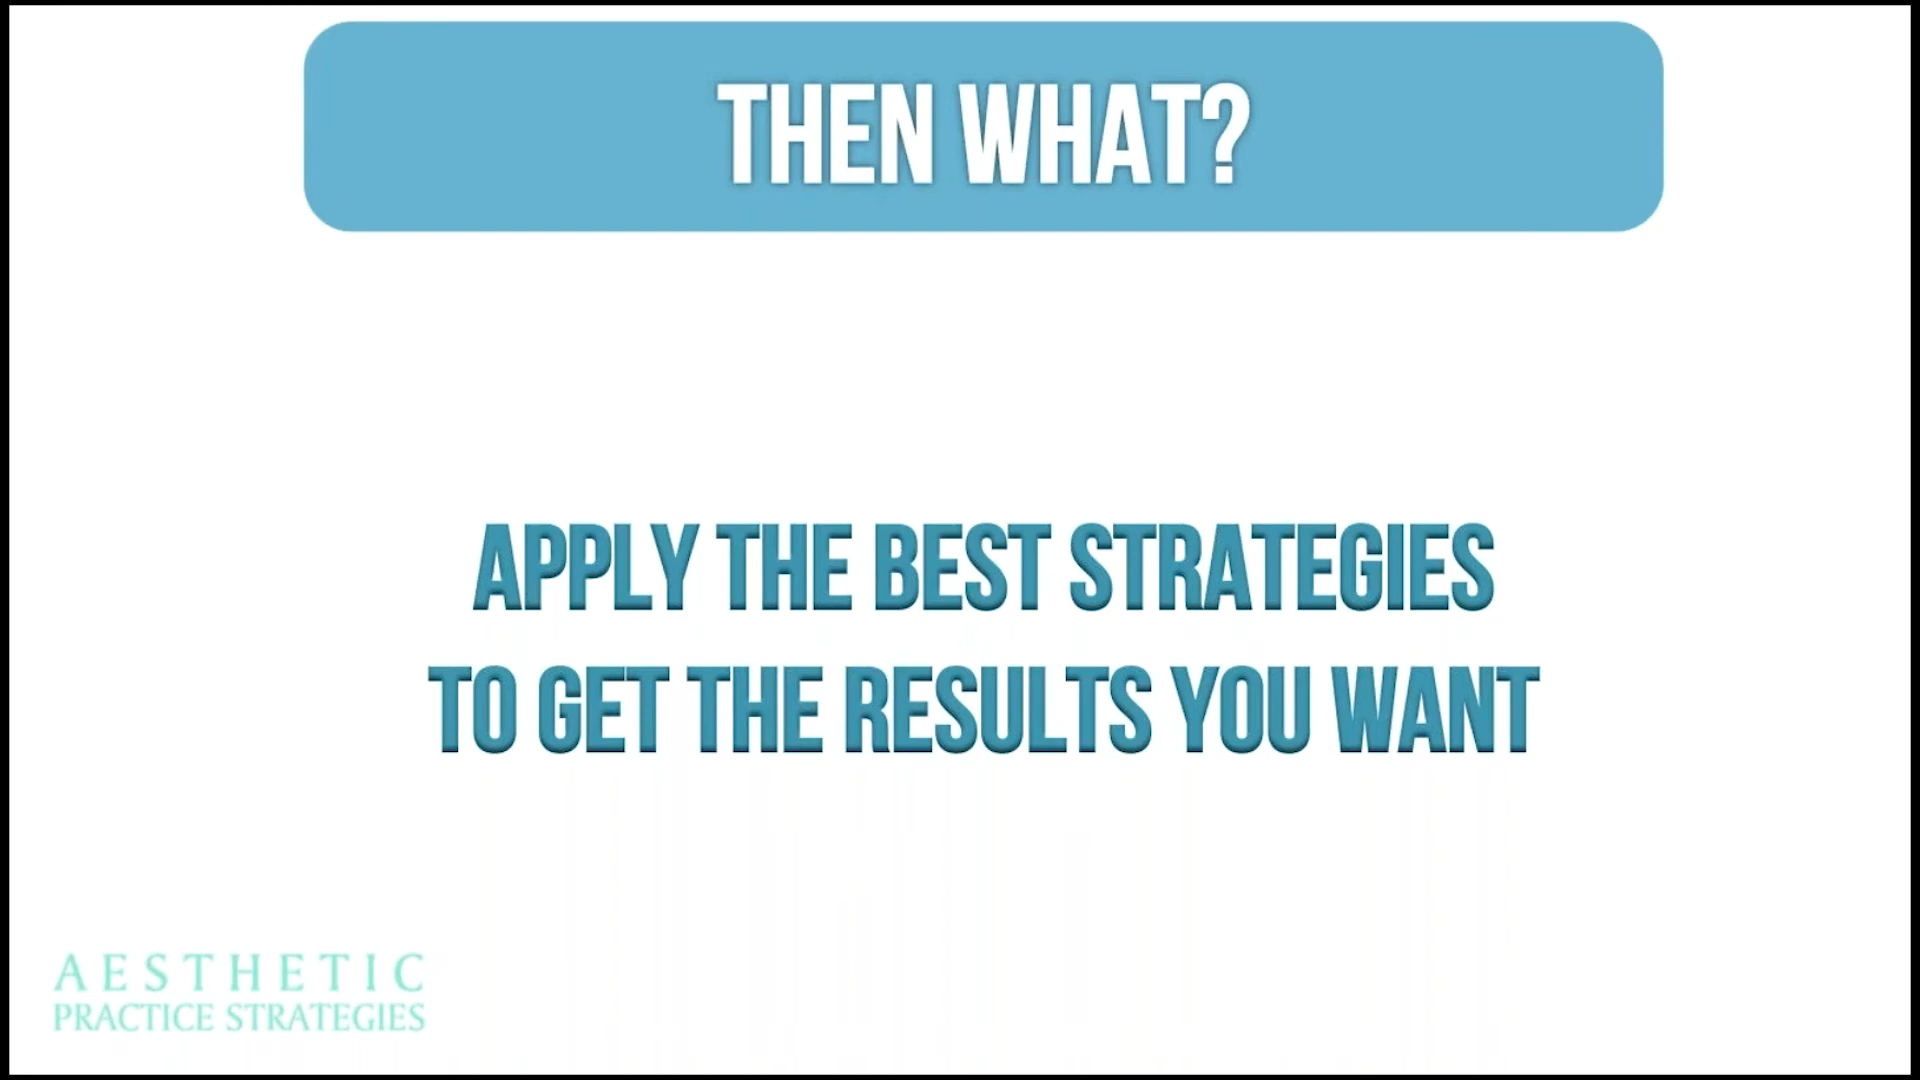 THEN WHAT?
APPLY THE BEST STRATEGIES
TO GET THE RESULTS YOU WANT
AESTHETIC
PRACTICE STRATEGIES